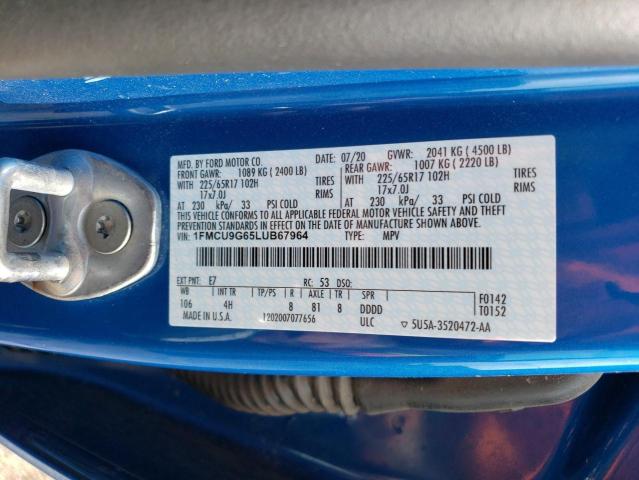 MFD. BY FORD MOTOR CO. 07/20 GVWR: 2041 KG ( 4500 LB)
FRONT GAWR: 1089 KG ( 2400 LB) REAR GAWR: 1007 KG ( 2220 LB)
WITH 225/65R17 102H TIRES WITH 225/65R17 102H TIRES
17x7.0J RIMS 17x7.0J RIMS
AT 230 kPa/ 33 PSI COLD AT 230 kPa/ 33 PSI COLD
THIS VEHICLE CONFORMS TO ALL APPLICABLE FEDERAL MOTOR VEHICLE SAFETY AND BUMPER
STANDARDS IN EFFECT ON THE DATE OF MANUFACTURE SHOWN ABOVE.
VIN: 1FMCU9G65LUB67964 TYPE: MPV
EXT PNT: E7 RC: 53 DSO:
WB INT TR TP/PS R AXLE TR SPR
106 4H 8 81 8 DDDD
F0142
T0152
MADE IN U.S.A. 1202007077656 ULC ▽ 5U5A-3520472-AA